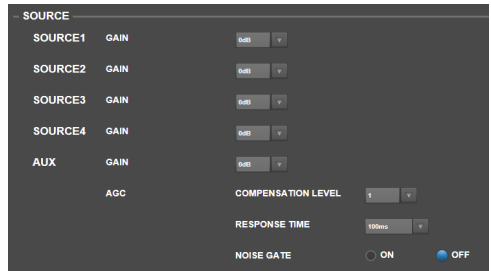 SOURCE
SOURCE1 GAIN 0dB
SOURCE2 GAIN 0dB
SOURCE3 GAIN 0dB
SOURCE4 GAIN 0dB
AUX GAIN 0dB
AGC COMPENSATION LEVEL 1
RESPONSE TIME 100ms
NOISE GATE ON OFF